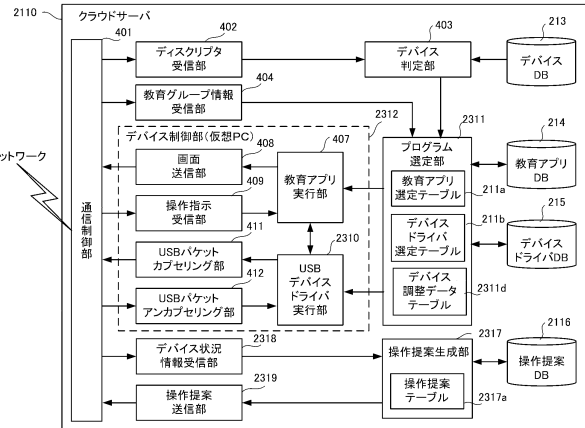 2110
クラウドサーバ
401
402
ディスクリプタ
受信部
403
デバイス
判定部
213
デバイス
DB
404
教育グループ情報
受信部
2312
デバイス制御部(仮想PC)
408
画面
送信部
407
教育アプリ
実行部
2311
プログラム
選定部
教育アプリ
選定テーブル
211a
214
教育アプリ
DB
ットワーク
通信制御部
409
操作指示
受信部
411
USBパケット
カプセリング部
2310
USB
デバイス
ドライバ
実行部
デバイス
ドライバ
選定テーブル
211b
215
デバイス
ドライバDB
412
USBパケット
アンカプセリング部
デバイス
調整データ
テーブル
2311d
2318
デバイス状況
情報受信部
2317
操作提案生成部
操作提案
テーブル
2317a
2116
操作提案
DB
2319
操作提案
送信部